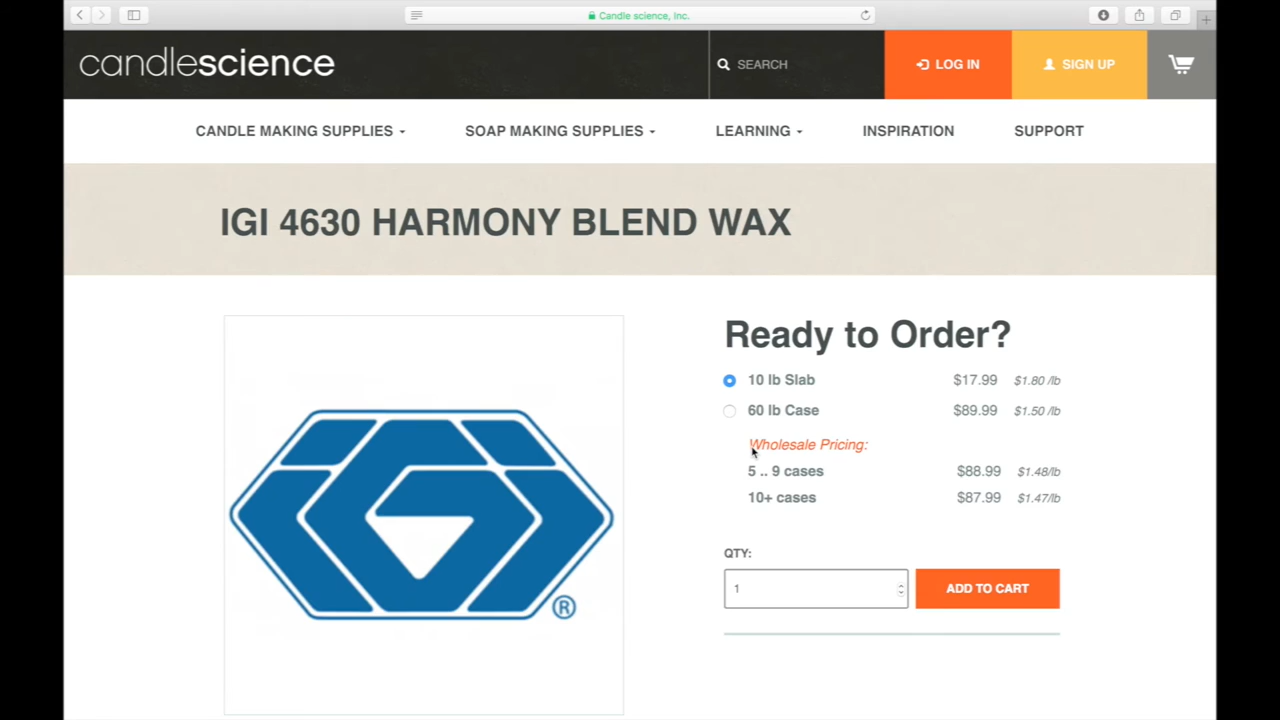 Candle science, Inc.
candlescience
SEARCH
LOG IN
SIGN UP
CANDLE MAKING SUPPLIES
SOAP MAKING SUPPLIES
LEARNING
INSPIRATION
SUPPORT
IGI 4630 HARMONY BLEND WAX
®
Ready to Order?
10 lb Slab $17.99 $1.80 /lb
60 lb Case $89.99 $1.50 /lb
Wholesale Pricing:
5 .. 9 cases $88.99 $1.48/lb
10+ cases $87.99 $1.47/lb
QTY:
1
ADD TO CART